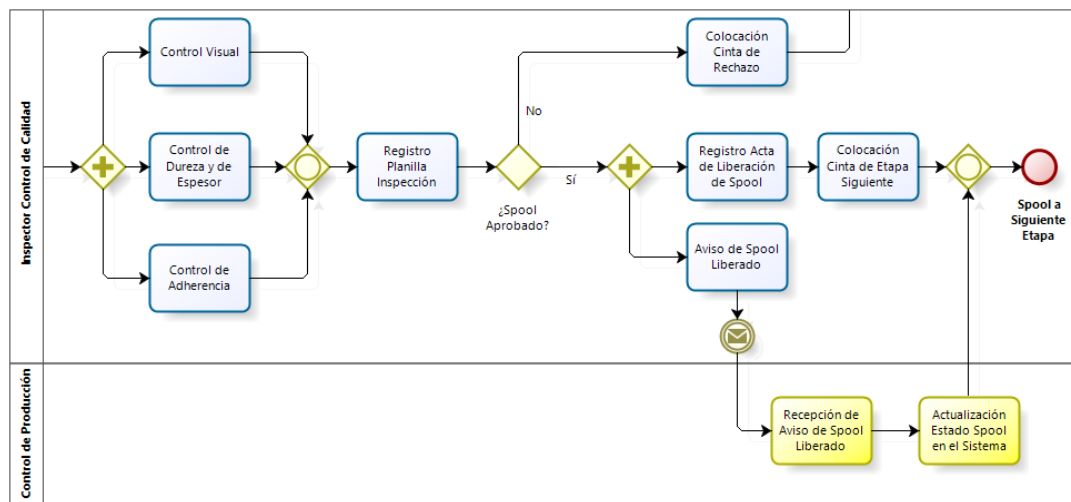 Inspector Control de Calidad
Control Visual
Control de
Dureza y de
Espesor
Control de
Adherencia
Registro
Planilla
Inspección
¿Spool
Aprobado?
No
Sí
Colocación
Cinta de
Rechazo
Registro Acta
de Liberación
de Spool
Colocación
Cinta de Etapa
Siguiente
Aviso de Spool
Liberado
Spool a
Siguiente
Etapa
Control de Producción
Recepción de
Aviso de Spool
Liberado
Actualización
Estado Spool
en el Sistema